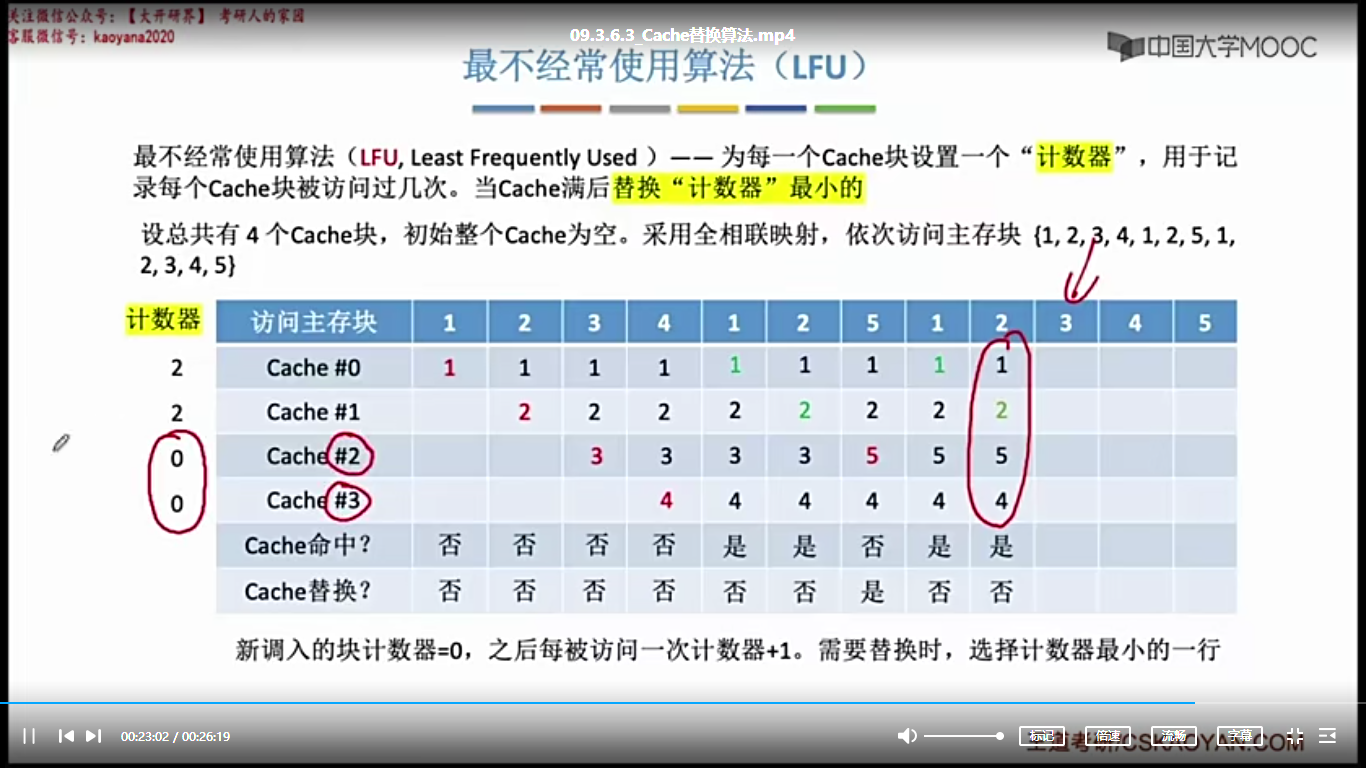 关注微信公众号：【大开研界】 考研人的家园
客服微信号：kaoyana2020
09.3.6.3_Cache替换算法.mp4
中国大学MOOC
最不经常使用算法（LFU）
最不经常使用算法（LFU, Least Frequently Used ）—— 为每一个Cache块设置一个“计数器”，用于记
录每个Cache块被访问过几次。当Cache满后替换“计数器”最小的
设总共有 4 个Cache块，初始整个Cache为空。采用全相联映射，依次访问主存块 {1, 2, 3, 4, 1, 2, 5, 1,
2, 3, 4, 5}
计数器 访问主存块 1 2 3 4 1 2 5 1 2 3 4 5
2 Cache #0 1 1 1 1 1 1 1 1 1
2 Cache #1 2 2 2 2 2 2 2 2
0 Cache #2 3 3 3 3 5 5 5
0 Cache #3 4 4 4 4 4 4
Cache命中？ 否 否 否 否 是 是 否 是 是
Cache替换？ 否 否 否 否 否 否 是 否 否
新调入的块计数器=0，之后每被访问一次计数器+1。需要替换时，选择计数器最小的一行
00:23:02 / 00:26:19
标记 倍速 流畅 字幕
王道考研/CSKAOYAN.COM